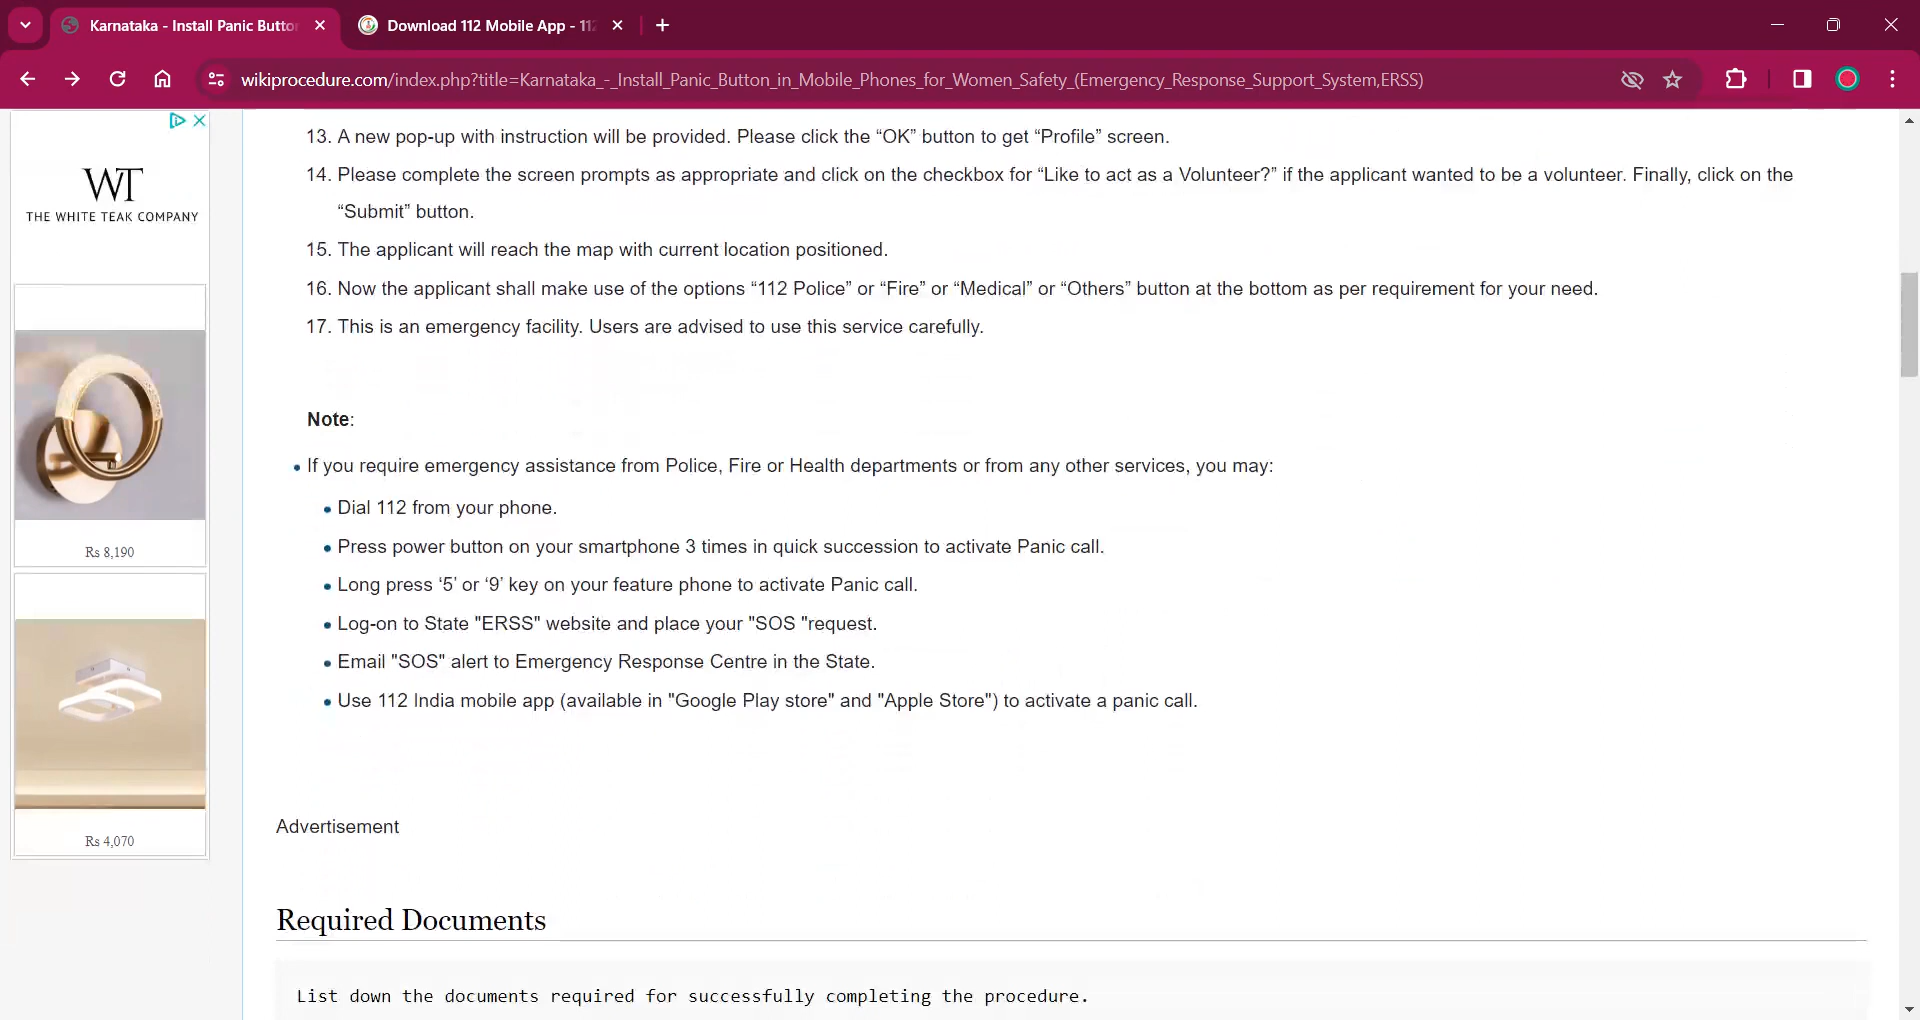 Karnataka - Install Panic Butto
Download 112 Mobile App - 11
wikiprocedure.com/index.php?title=Karnataka_-_Install_Panic_Button_in_Mobile_Phones_for_Women_Safety_(Emergency_Response_Support_System,ERSS)
WT
THE WHITE TEAK COMPANY
Rs 8,190
Rs 4,070
13. A new pop-up with instruction will be provided. Please click the “OK” button to get “Profile” screen.
14. Please complete the screen prompts as appropriate and click on the checkbox for “Like to act as a Volunteer?” if the applicant wanted to be a volunteer. Finally, click on the
“Submit” button.
15. The applicant will reach the map with current location positioned.
16. Now the applicant shall make use of the options “112 Police” or “Fire” or “Medical” or “Others” button at the bottom as per requirement for your need.
17. This is an emergency facility. Users are advised to use this service carefully.
Note:
• If you require emergency assistance from Police, Fire or Health departments or from any other services, you may:
• Dial 112 from your phone.
• Press power button on your smartphone 3 times in quick succession to activate Panic call.
• Long press ‘5’ or ‘9’ key on your feature phone to activate Panic call.
• Log-on to State "ERSS" website and place your "SOS "request.
• Email "SOS" alert to Emergency Response Centre in the State.
• Use 112 India mobile app (available in "Google Play store" and "Apple Store") to activate a panic call.
Advertisement
Required Documents
List down the documents required for successfully completing the procedure.